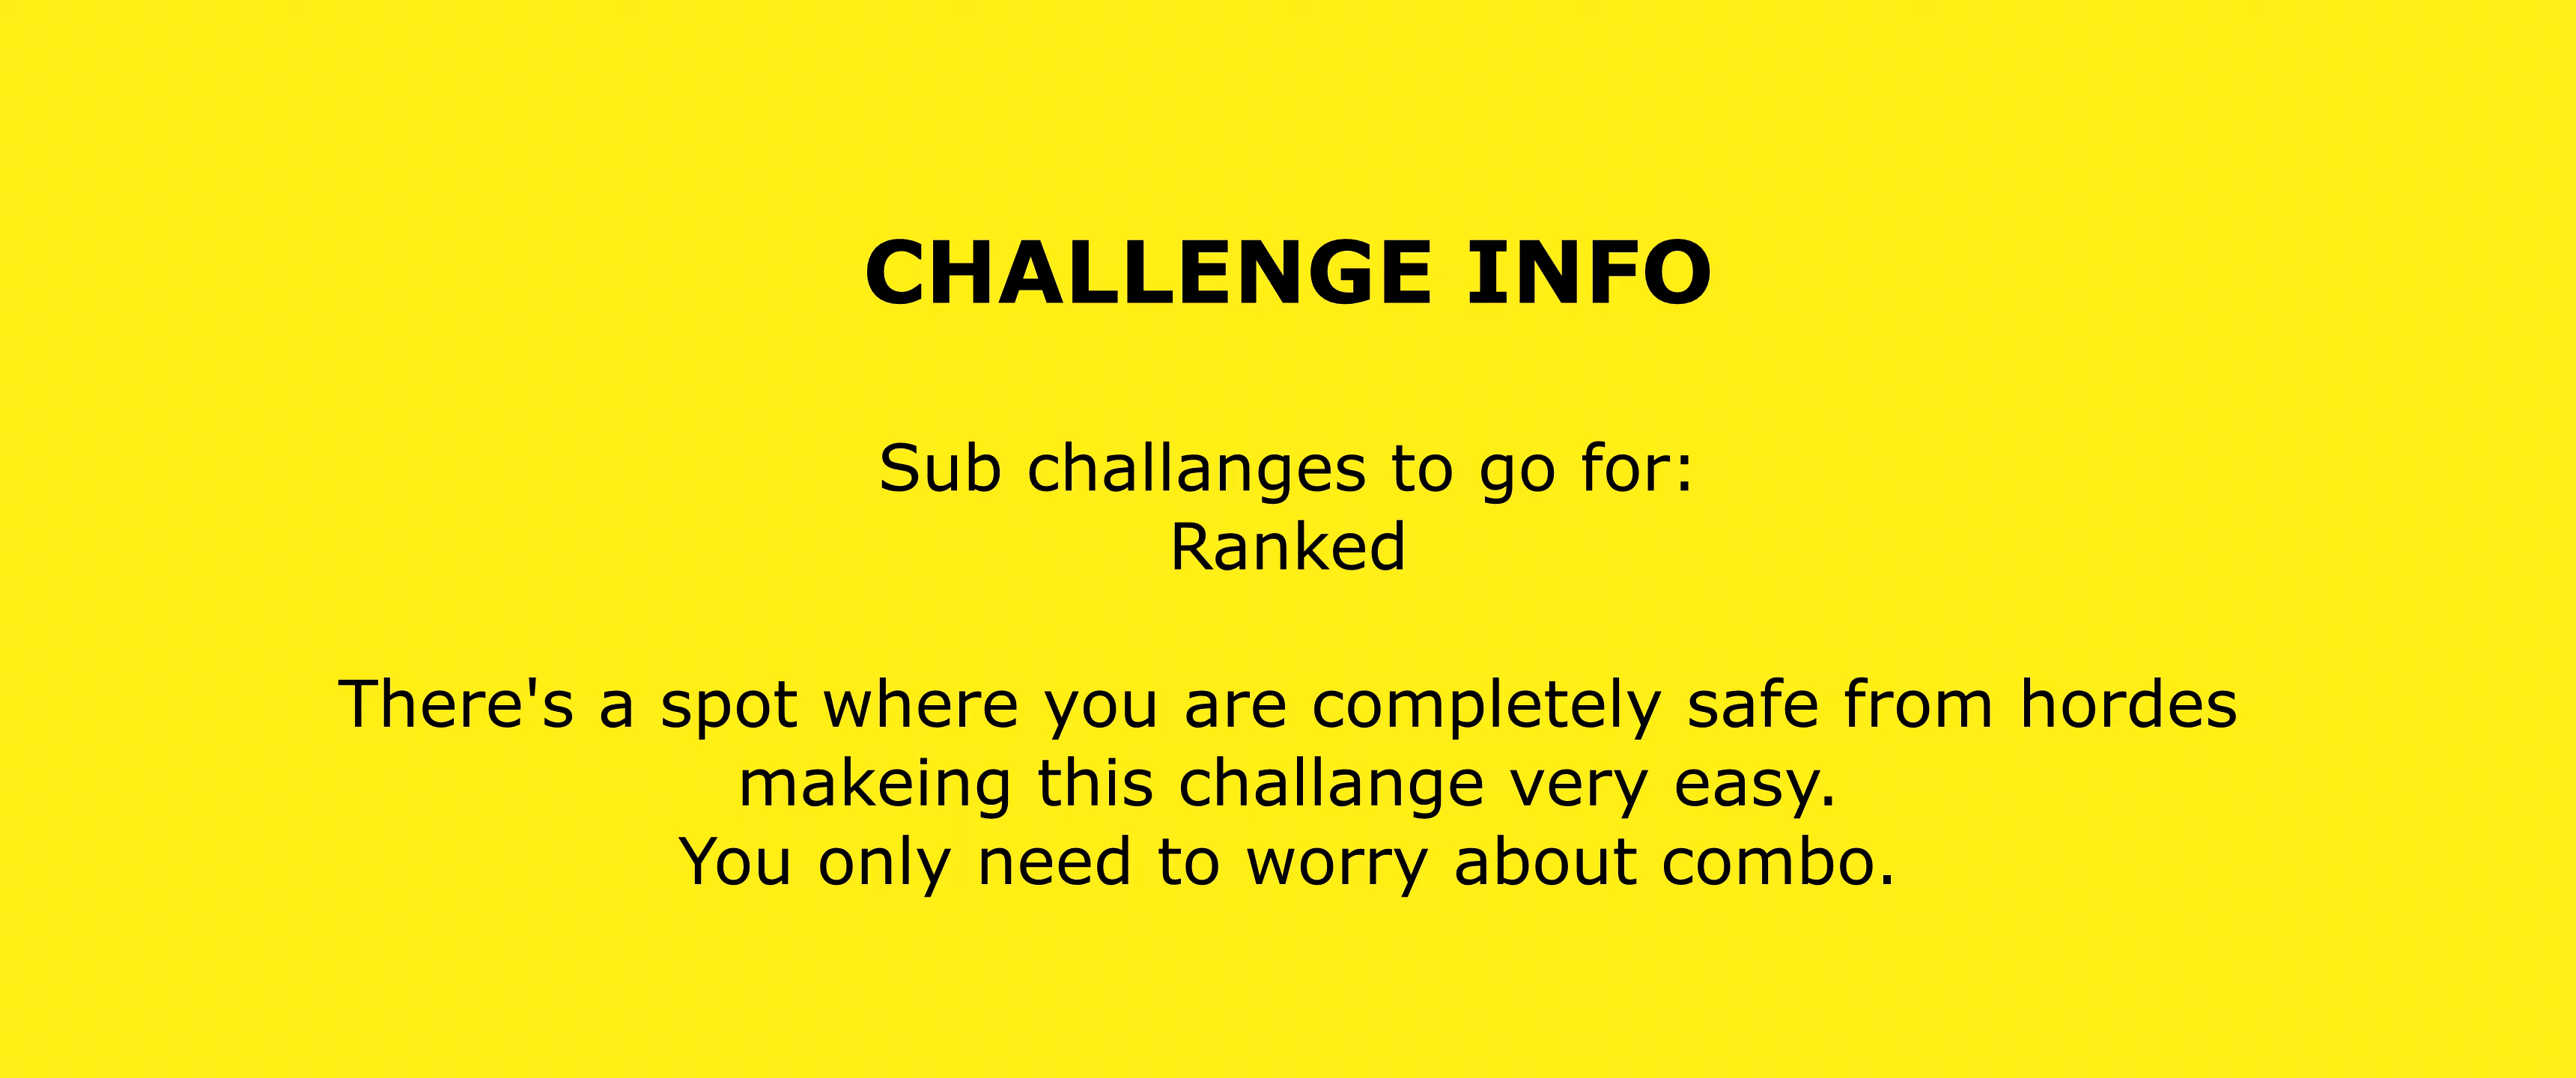 CHALLENGE INFO
Sub challanges to go for:
Ranked
There's a spot where you are completely safe from hordes
makeing this challange very easy.
You only need to worry about combo.